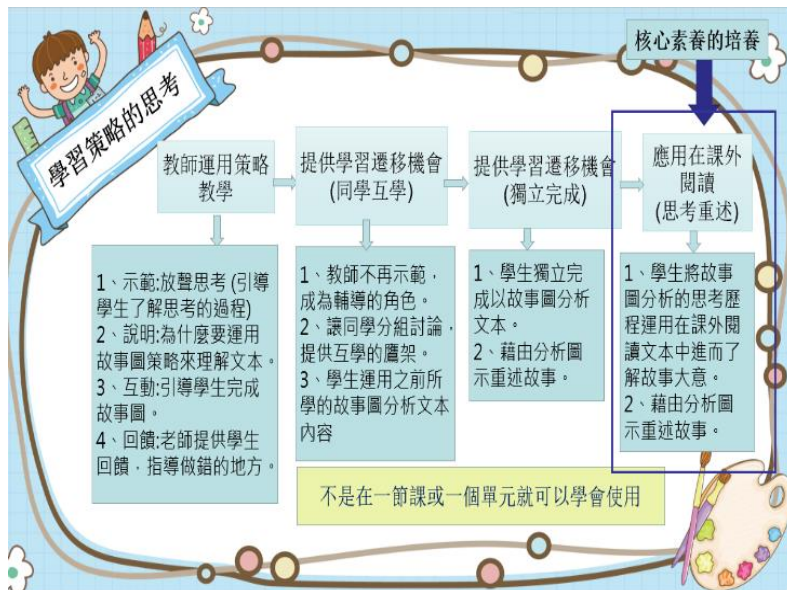 核心素養的培養
學習策略的思考
教師運用策略
教學
提供學習遷移機會
(同學互學)
提供學習遷移機會
(獨立完成)
應用在課外
閱讀
(思考重述)
1、示範:放聲思考 (引導
學生了解思考的過程)
2、說明:為什麼要運用
故事圖策略來理解文本。
3、互動:引導學生完成
故事圖。
4、回饋:老師提供學生
回饋，指導做錯的地方。
1、教師不再示範，
成為輔導的角色。
2、讓同學分組討論，
提供互學的鷹架。
3、學生運用之前所
學的故事圖分析文本
內容
1、學生獨立完
成以故事圖分析
文本。
2、藉由分析圖
示重述故事。
1、學生將故事
圖分析的思考歷
程運用在課外閱
讀文本中進而了
解故事大意。
2、藉由分析圖
示重述故事。
不是在一節課或一個單元就可以學會使用